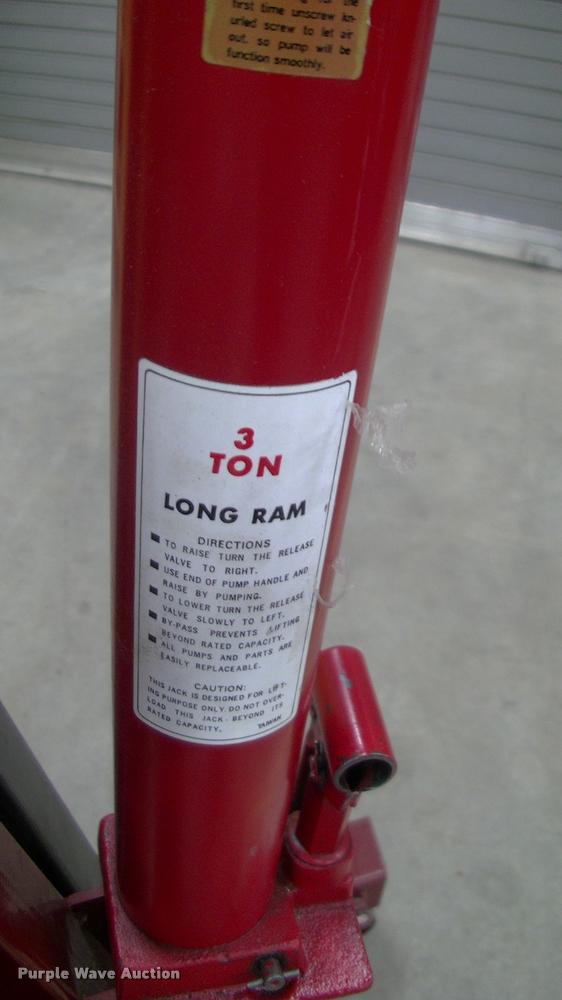 for the
first time unscrew kn-
urled screw to let air
out. so pump will be
function smoothly.
3
TON
LONG RAM
DIRECTIONS
TO RAISE TURN THE RELEASE
VALVE TO RIGHT.
USE END OF PUMP HANDLE AND
RAISE BY PUMPING.
TO LOWER TURN THE RELEASE
VALVE SLOWLY TO LEFT.
BY-PASS PREVENTS LIFTING
BEYOND RATED CAPACITY.
ALL PUMPS AND PARTS ARE
EASILY REPLACEABLE.
CAUTION:
THIS JACK IS DESIGNED FOR LIFT-
ING PURPOSE ONLY. DO NOT OVER-
LOAD THIS JACK - BEYOND ITS
RATED CAPACITY.
TAIWAN
Purple Wave Auction